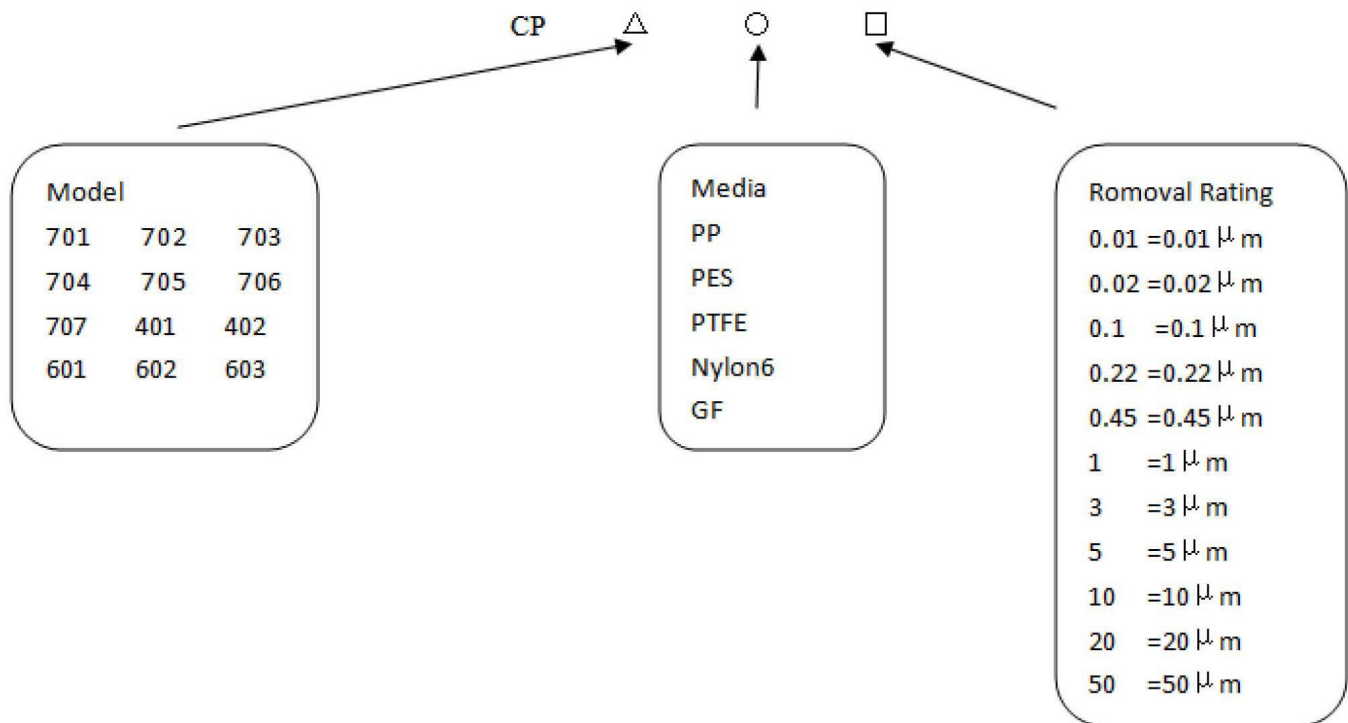 CP △ ○ □
Model
701 702 703
704 705 706
707 401 402
601 602 603
Media
PP
PES
PTFE
Nylon6
GF
Romoval Rating
0.01 =0.01 μ m
0.02 =0.02 μ m
0.1 =0.1 μ m
0.22 =0.22 μ m
0.45 =0.45 μ m
1 =1 μ m
3 =3 μ m
5 =5 μ m
10 =10 μ m
20 =20 μ m
50 =50 μ m